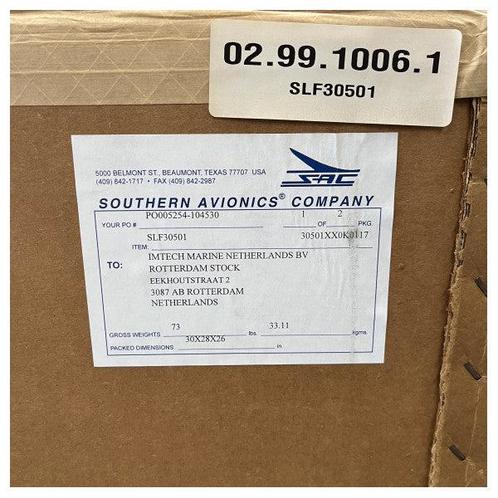 02.99.1006.1
SLF30501
5000 BELMONT ST., BEAUMONT, TEXAS 77707 USA
(409) 842-1717 • FAX (409) 842-2987
SAC
SOUTHERN AVIONICS® COMPANY
PO005254-104530 1 2
YOUR PO # OF PKG.
SLF30501 30501XX0K0117
ITEM:
TO: IMTECH MARINE NETHERLANDS BV
ROTTERDAM STOCK
EEKHOUTSTRAAT 2
3087 AB ROTTERDAM
NETHERLANDS
73 33.11
GROSS WEIGHTS lbs. kgms.
30X28X26
PACKED DIMENSIONS in.